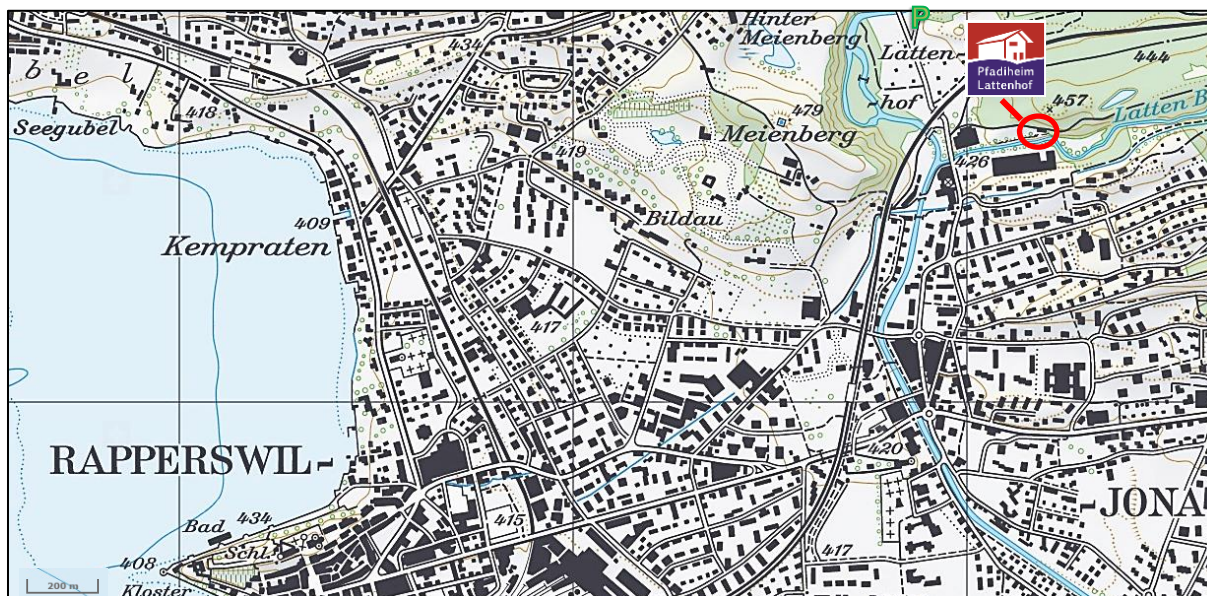 P
Hinter
Meienberg
434
Latten-
hof
Pfadiheim
Lattenhof
444
b e l
418
457
Latten B
Seegubel
479
Meienberg
419
426
409
Bildau
Kempraten
417
RAPPERSWIL-
420
-JONA
Bad
434
415
Schl.
417
408
Kloster
200 m